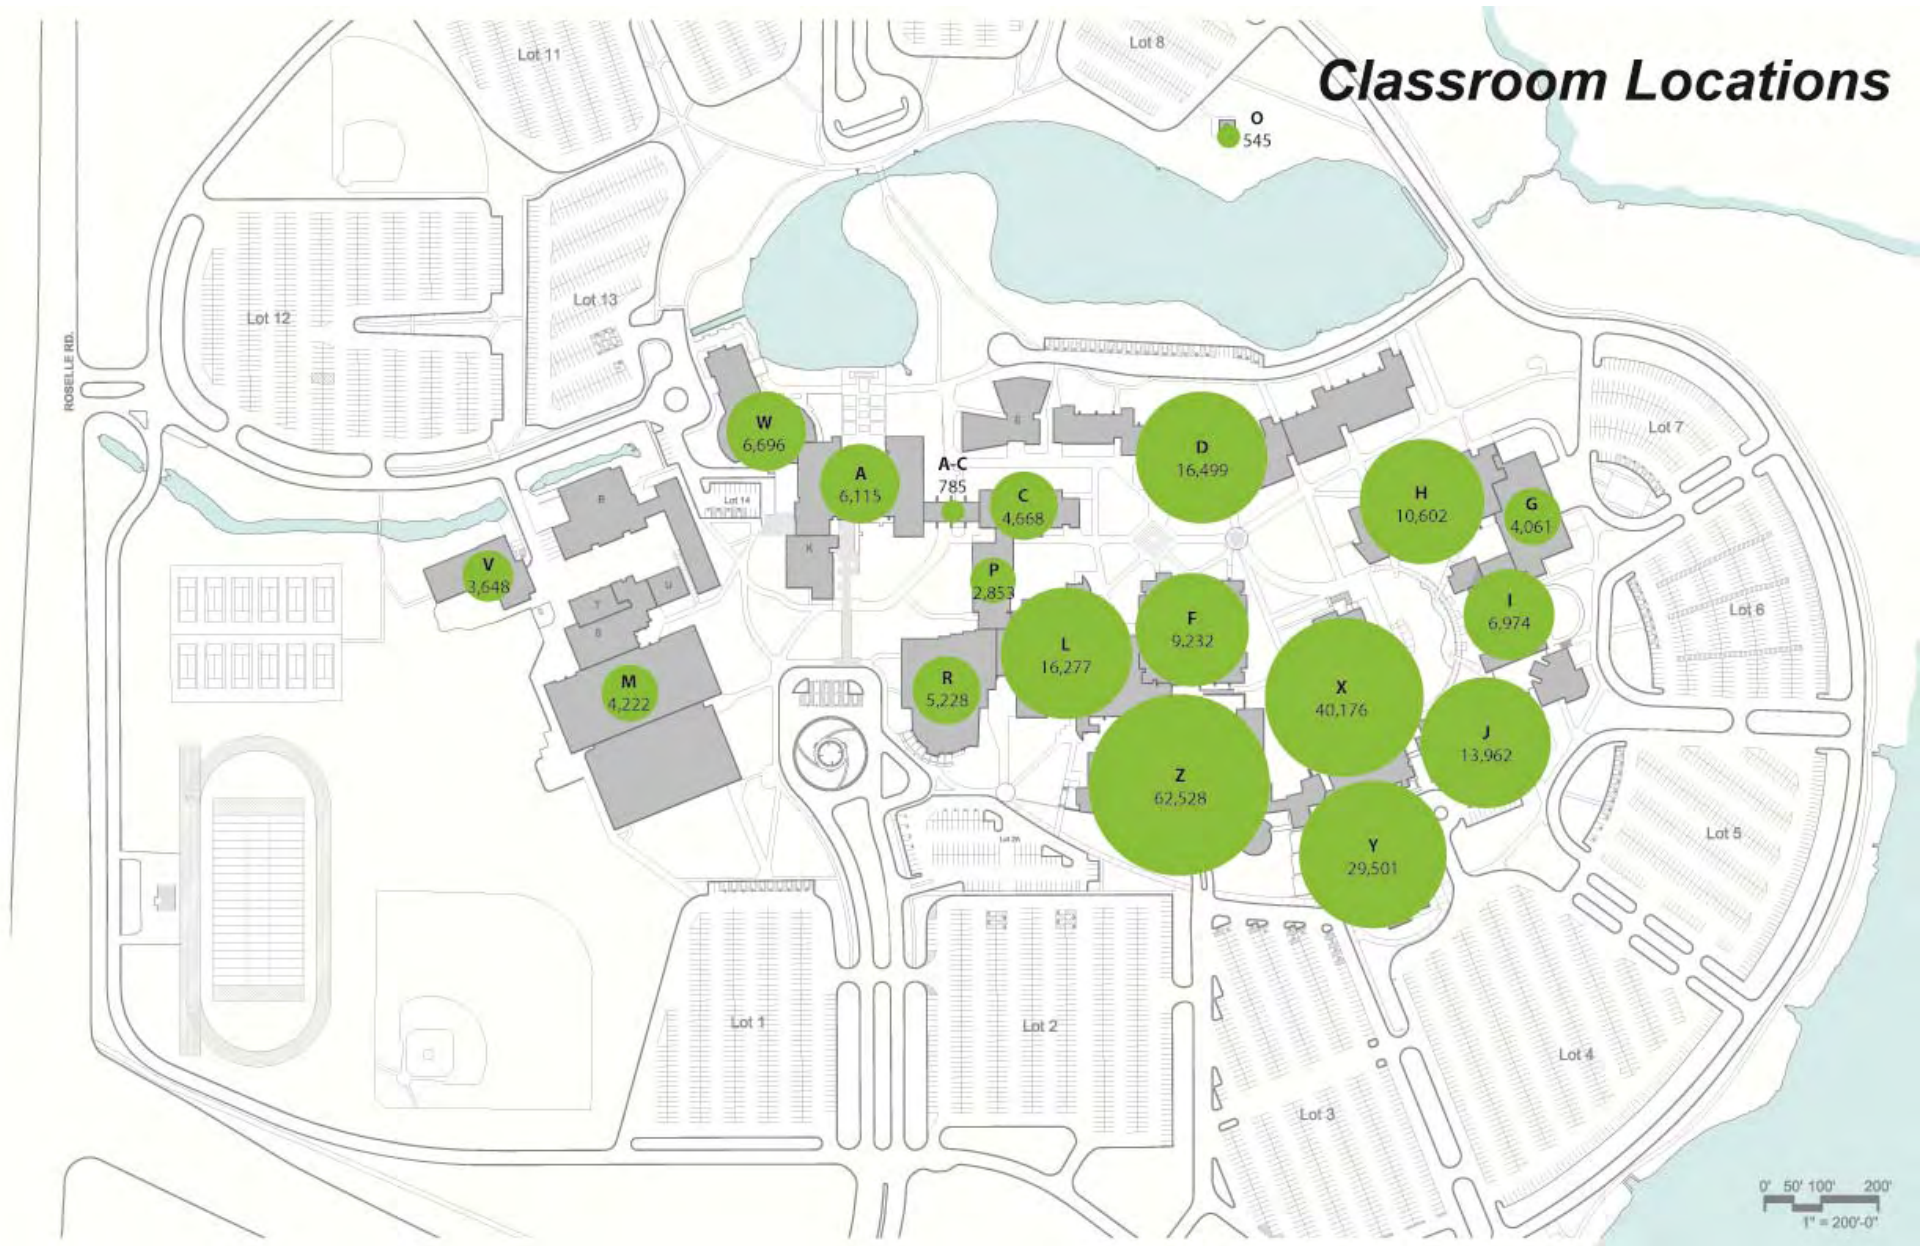 Classroom Locations
Lot 11
Lot 8
O
545
Lot 12
Lot 13
ROSELLE RD.
W
6,696
A
6,115
A-C
785
C
4,668
D
16,499
H
10,602
G
4,061
Lot 7
Lot 14
B
K
V
3,648
P
2,853
L
16,277
F
9,232
I
6,974
Lot 6
T
U
S
M
4,222
R
5,228
X
40,176
J
13,962
Z
62,528
Y
29,501
Lot 5
Lot 2A
Lot 1
Lot 2
Lot 3
Lot 4
0' 50' 100' 200'
1" = 200'-0"